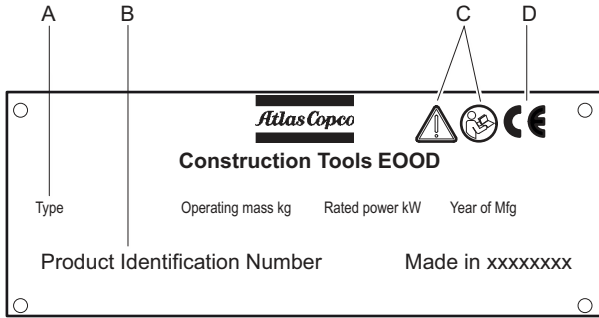 A B C D
Atlas Copco
CE
Construction Tools EOOD
Type Operating mass kg Rated power kW Year of Mfg
Product Identification Number Made in xxxxxxxx